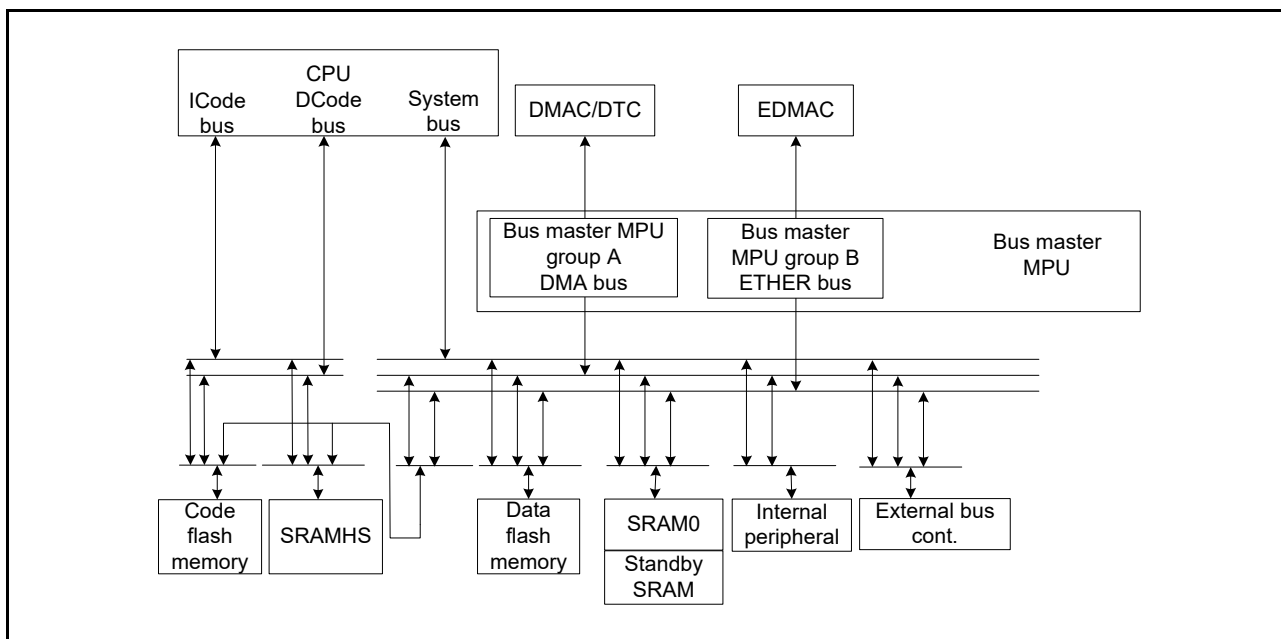 CPU
ICode
bus
DCode
bus
System
bus
DMAC/DTC
EDMAC
Bus master MPU
group A
DMA bus
Bus master
MPU group B
ETHER bus
Bus master
MPU
Code
flash
memory
SRAMHS
Data
flash
memory
SRAM0
Standby
SRAM
Internal
peripheral
External bus
cont.